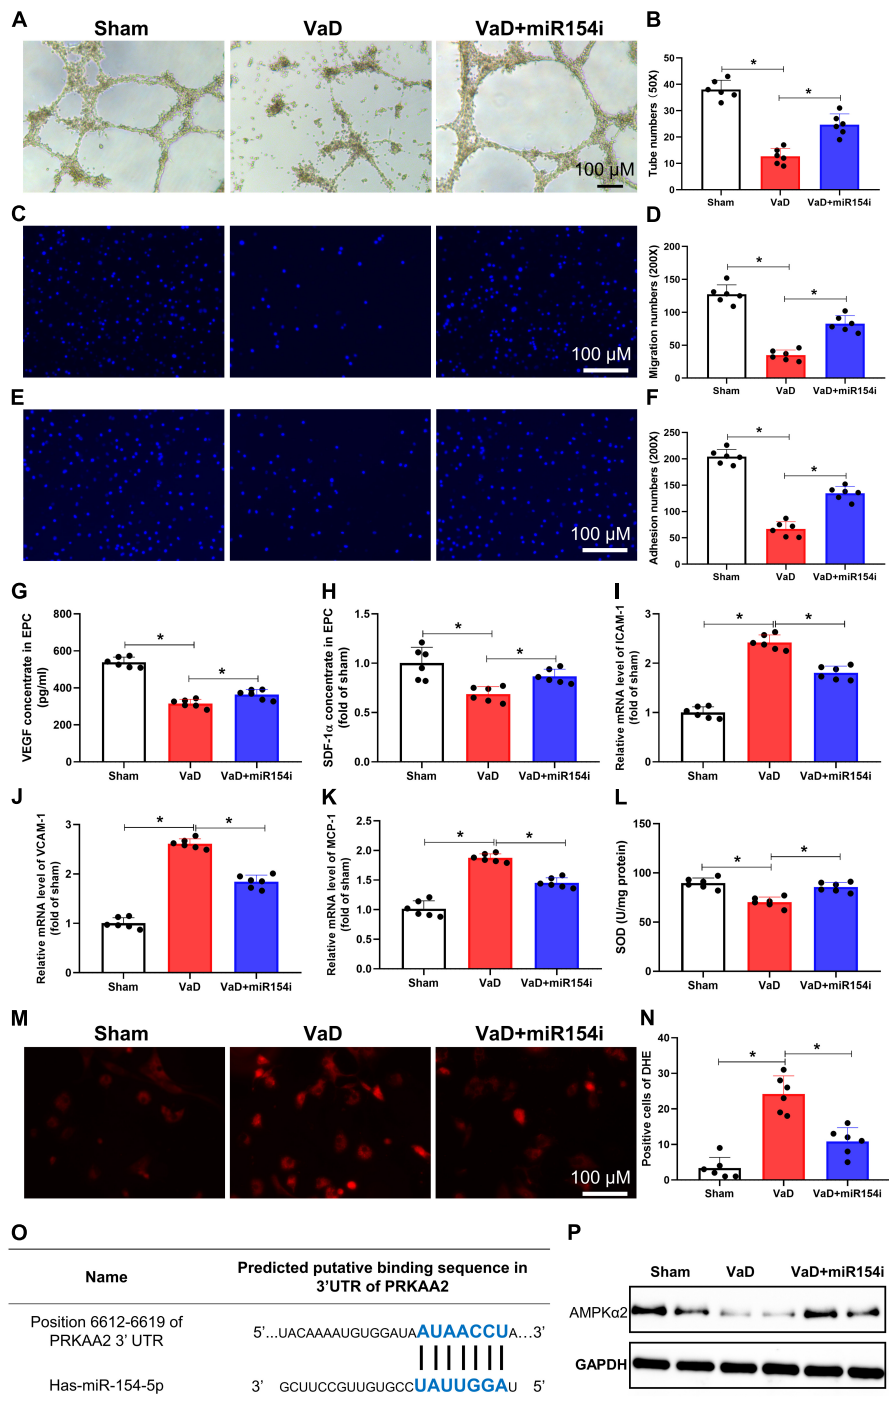 A
Sham
VaD
VaD+miR154i
100 µM
B
Tube numbers (50X)
50
40
30
20
10
0
*
*
Sham
VaD
VaD+miR154i
C
100 µM
D
Migration numbers (200X)
200
150
100
50
0
*
*
Sham
VaD
VaD+miR154i
E
100 µM
F
Adhesion numbers (200X)
250
200
150
100
50
0
*
*
Sham
VaD
VaD+miR154i
G
VEGF concentrate in EPC
(pg/ml)
800
600
400
200
0
*
*
Sham
VaD
VaD+miR154i
H
SDF-1α concentrate in EPC
(fold of sham)
1.5
1.0
0.5
0.0
*
*
Sham
VaD
VaD+miR154i
I
Relative mRNA level of ICAM-1
(fold of sham)
3
2
1
0
*
*
Sham
VaD
VaD+miR154i
J
Relative mRNA level of VCAM-1
(fold of sham)
3
2
1
0
*
*
Sham
VaD
VaD+miR154i
K
Relative mRNA level of MCP-1
(fold of sham)
2.5
2.0
1.5
1.0
0.5
0.0
*
*
Sham
VaD
VaD+miR154i
L
SOD (U/mg protein)
150
100
50
0
*
*
Sham
VaD
VaD+miR154i
M
Sham
VaD
VaD+miR154i
100 µM
N
Positive cells of DHE
40
30
20
10
0
*
*
Sham
VaD
VaD+miR154i
O
Name
Predicted putative binding sequence in
3'UTR of PRKAA2
Position 6612-6619 of
PRKAA2 3' UTR
5'...UACAAAAUGUGGAUAAUAACCUA...3'
Has-miR-154-5p
3' GCUUCCGUUGUGCCUAUUGGAU 5'
P
Sham
VaD
VaD+miR154i
AMPKα2
GAPDH